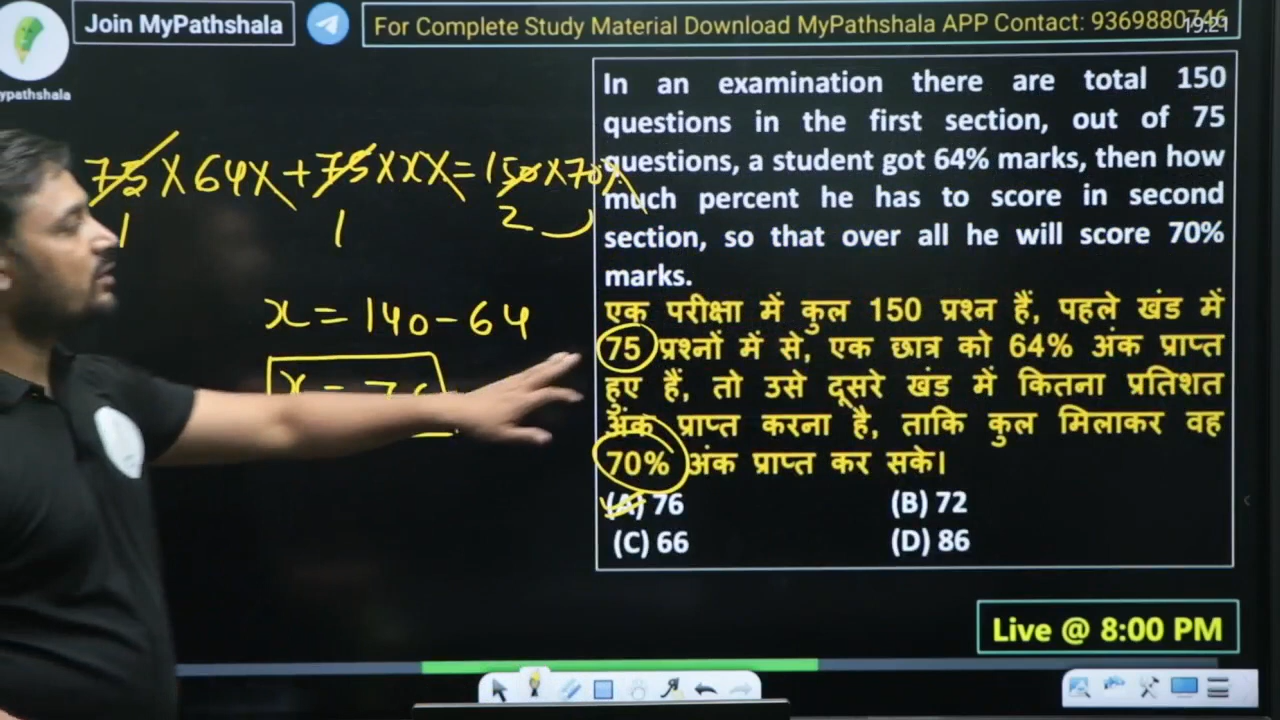 Join MyPathshala
For Complete Study Material Download MyPathshala APP Contact: 9369880746
19:21
ypathshala
In an examination there are total 150
questions in the first section, out of 75
questions, a student got 64% marks, then how
much percent he has to score in second
section, so that over all he will score 70%
marks.
एक परीक्षा में कुल 150 प्रश्न हैं, पहले खंड में
75 प्रश्नों में से, एक छात्र को 64% अंक प्राप्त
हुए हैं, तो उसे दूसरे खंड में कितना प्रतिशत
अंक प्राप्त करना है, ताकि कुल मिलाकर वह
70% अंक प्राप्त कर सके।
(A) 76 (B) 72
(C) 66 (D) 86
75 X 64% + 75 X X% = 150 X 70%
1 1 2
x = 140 - 64
x = 76
Live @ 8:00 PM